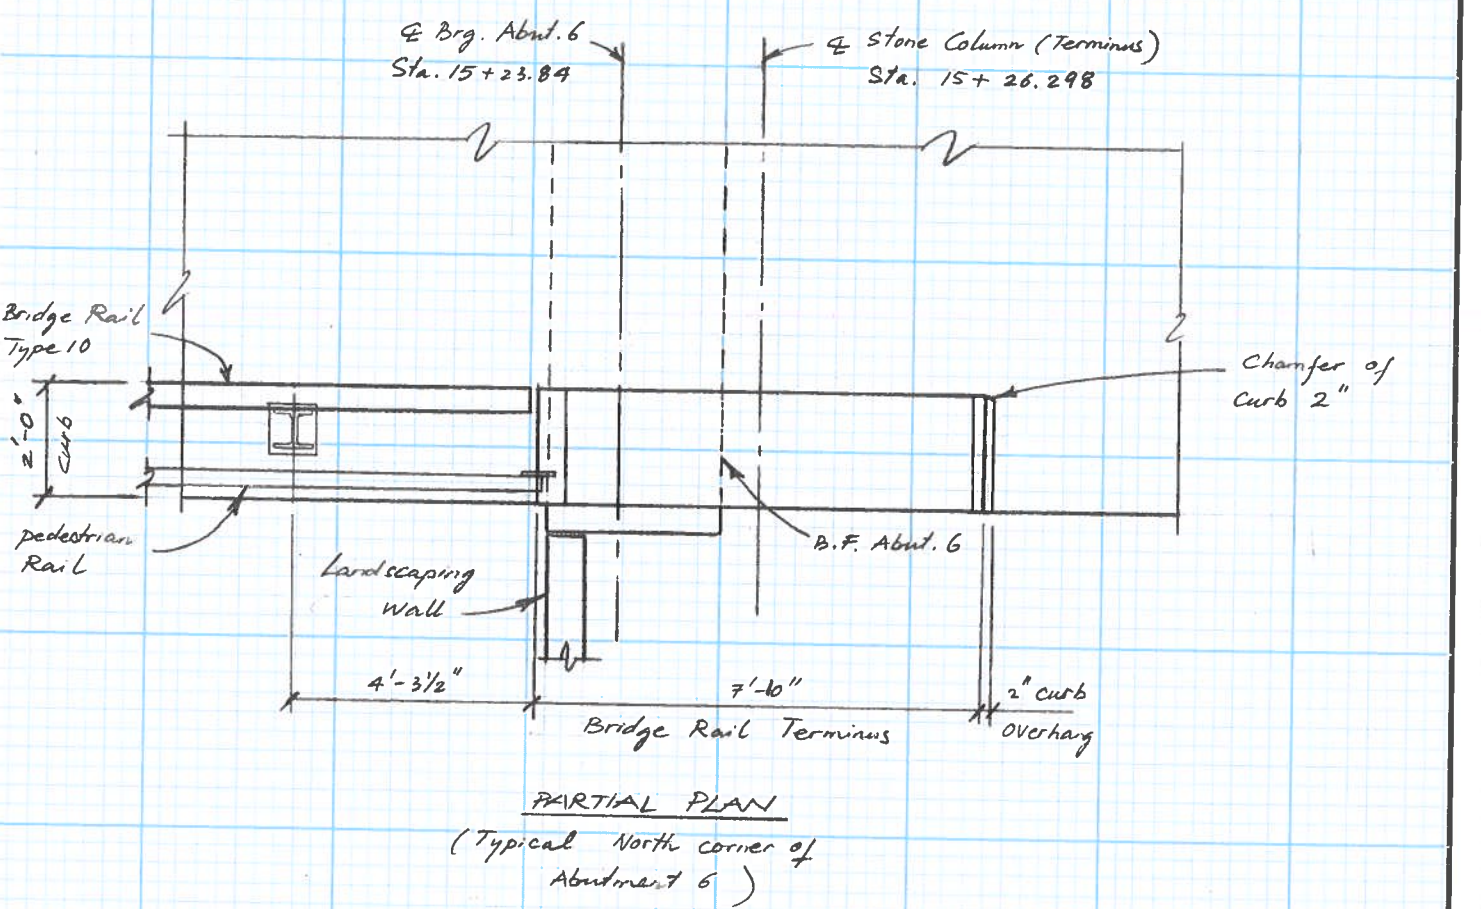 ℄ Brg. Abut. 6
Sta. 15+23.84
℄ Stone Column (Terminus)
Sta. 15+ 26.298
Bridge Rail
Type 10
2'-0"
Curb
Chamfer of
Curb 2"
pedestrian
Rail
B.F. Abut. 6
Landscaping
Wall
4'-3½"
7'-10"
2" curb
overhang
Bridge Rail Terminus
PARTIAL PLAN
(Typical North corner of
Abutment 6)